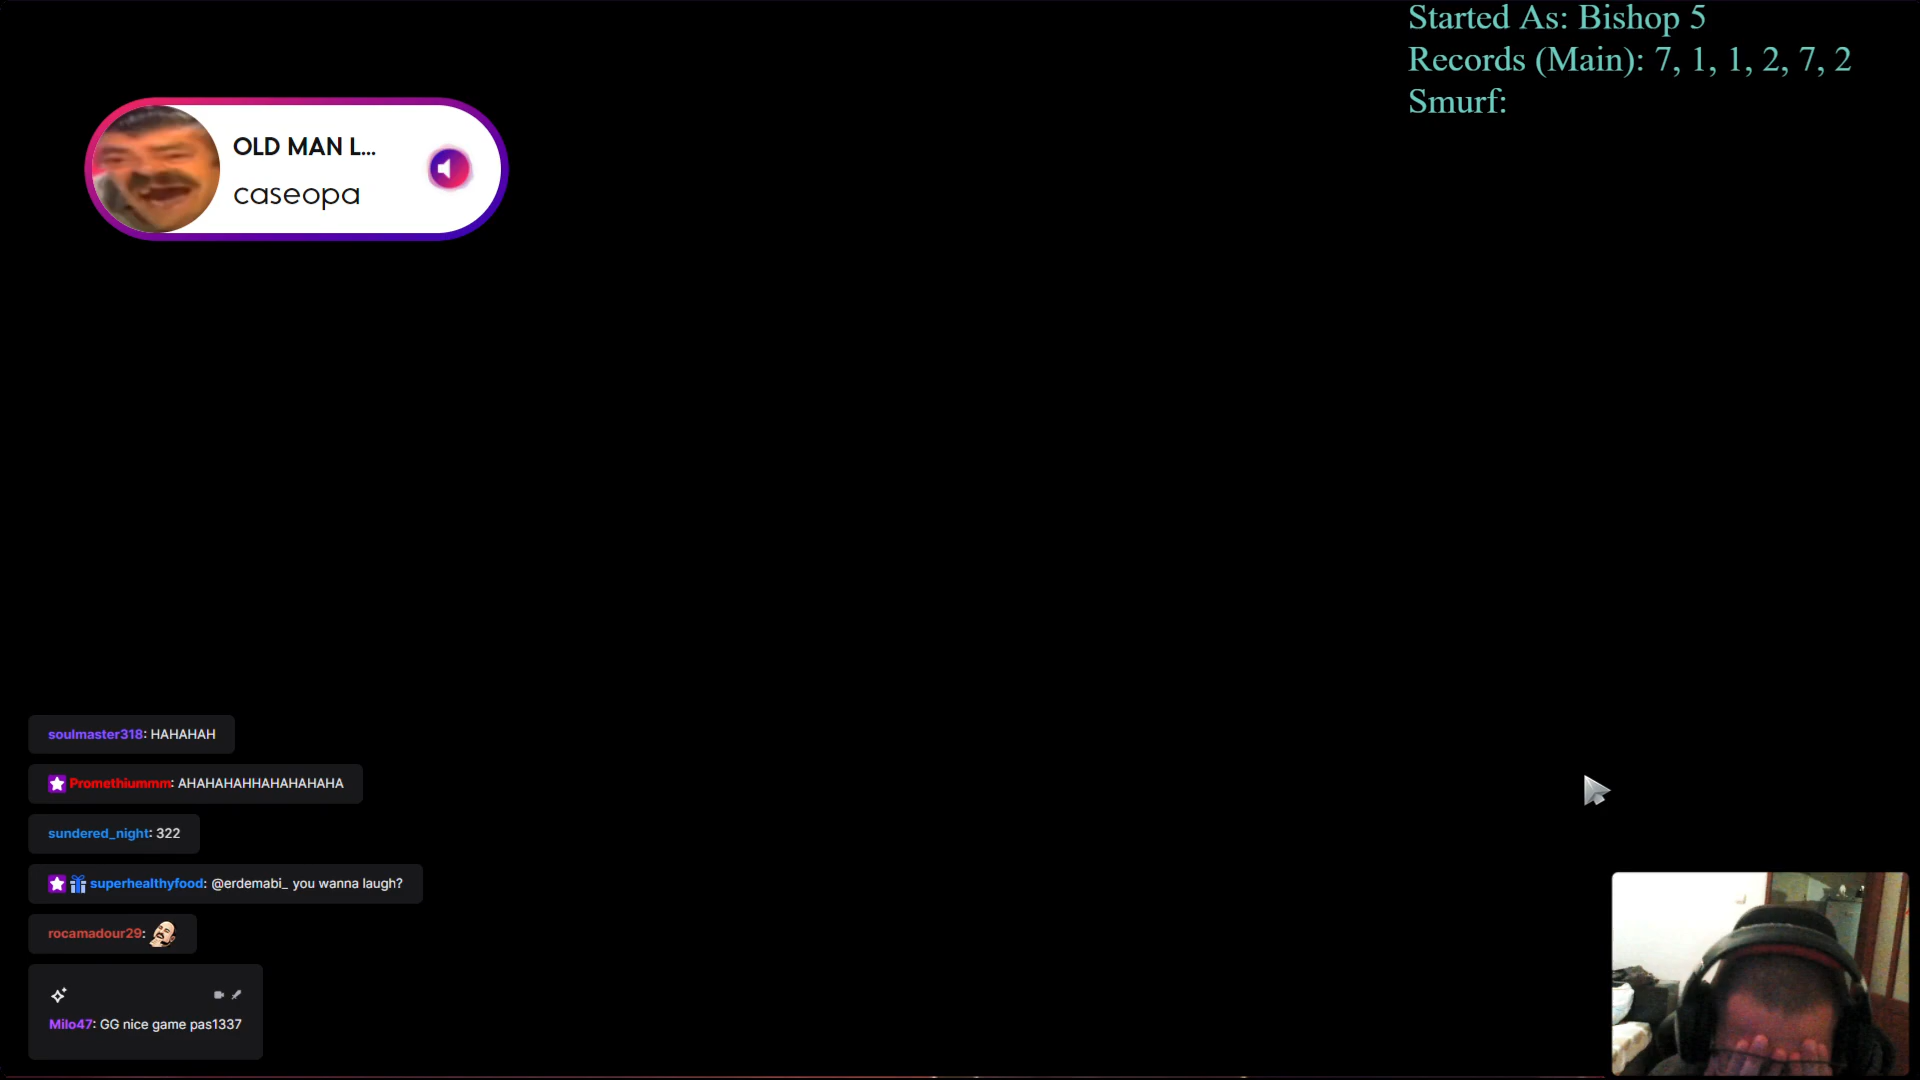 Started As: Bishop 5
Records (Main): 7, 1, 1, 2, 7, 2
Smurf:
OLD MAN L...
caseopa
soulmaster318: HAHAHAH
Promethiummm: AHAHAHAHHAHAHAHAHA
sundered_night: 322
superhealthyfood: @erdemabi_ you wanna laugh?
rocamadour29:
Milo47: GG nice game pas1337